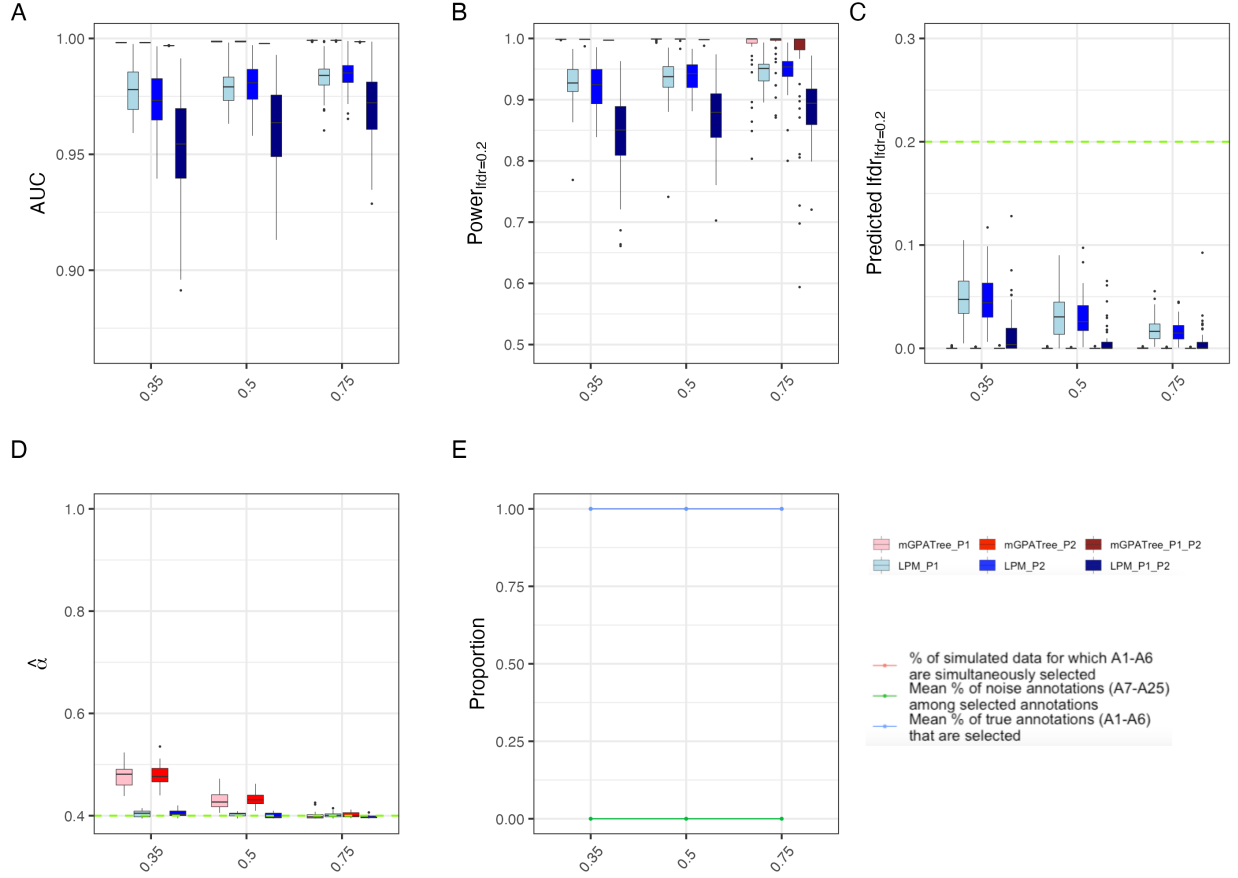 A
1.00
0.95
0.90
AUC
0.35
0.5
0.75
B
1.0
0.9
0.8
0.7
0.6
0.5
Power lfdr=0.2
0.35
0.5
0.75
C
0.3
0.2
0.1
0.0
Predicted lfdr lfdr=0.2
0.35
0.5
0.75
D
1.0
0.8
0.6
0.4
α̂
0.35
0.5
0.75
E
1.00
0.75
0.50
0.25
0.00
Proportion
0.35
0.5
0.75
mGPATree_P1 mGPATree_P2 mGPATree_P1_P2
LPM_P1 LPM_P2 LPM_P1_P2
% of simulated data for which A1-A6
are simultaneously selected
Mean % of noise annotations (A7-A25)
among selected annotations
Mean % of true annotations (A1-A6)
that are selected